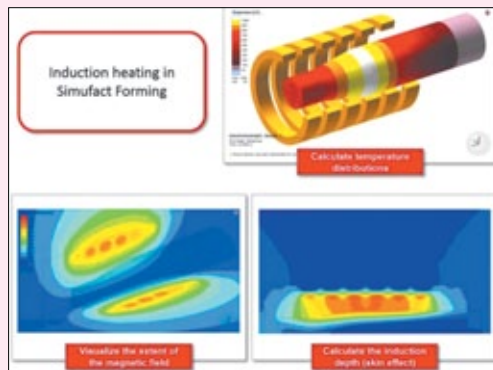 Induction heating in
Simufact Forming
Calculate temperature
distributions
Visualize the extent of
the magnetic field
Calculate the induction
depth (skin effect)